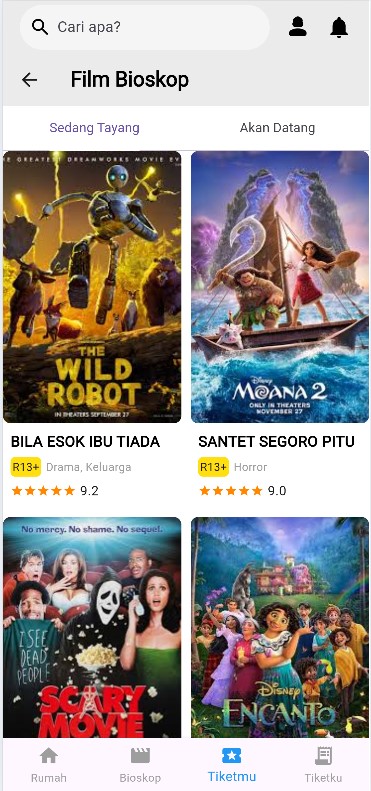 Cari apa?
Film Bioskop
Sedang Tayang
Akan Datang
E GREATEST DREAMWORKS MOVIE EV
THE
WILD
ROBOT
IN THEATERS SEPTEMBER 27
Disney
MOANA 2
ONLY IN THEATERS
NOVEMBER 27
BILA ESOK IBU TIADA
SANTET SEGORO PITU
R13+ Drama, Keluarga
R13+ Horror
9.2
9.0
No mercy. No shame. No sequel.
I SEE
DEAD
PEOPLE
SCARY
MOVIE
Disney
ENCANTO
Rumah
Bioskop
Tiketmu
Tiketku